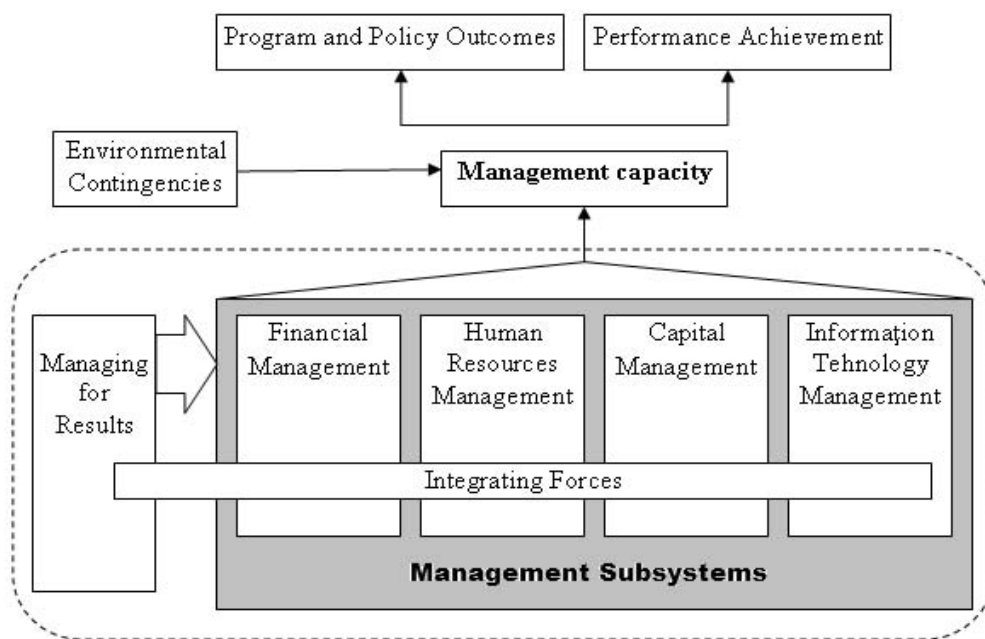 Program and Policy Outcomes
Performance Achievement
Environmental
Contingencies
Management capacity
Managing
for
Results
Financial
Management
Human
Resources
Management
Capital
Management
Informaţion
Tehnology
Management
Integrating Forces
Management Subsystems